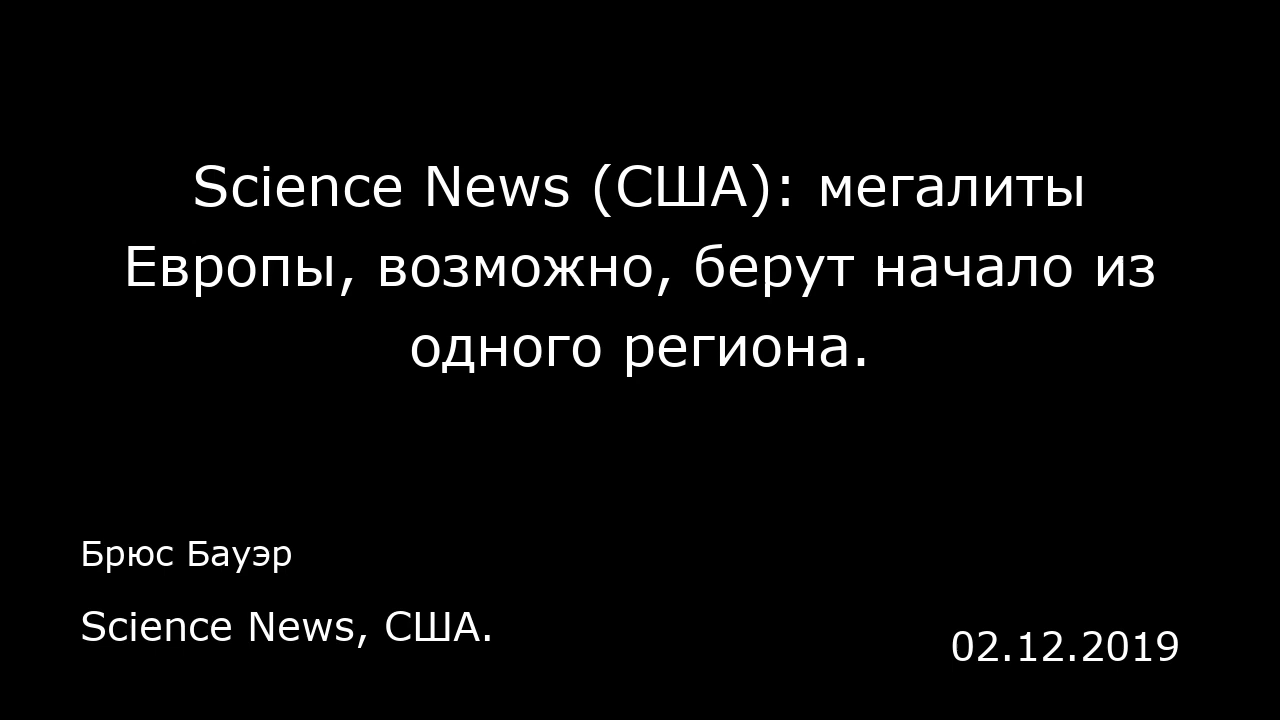 Science News (США): мегалиты
Европы, возможно, берут начало из
одного региона.
Брюс Бауэр
Science News, США.
02.12.2019